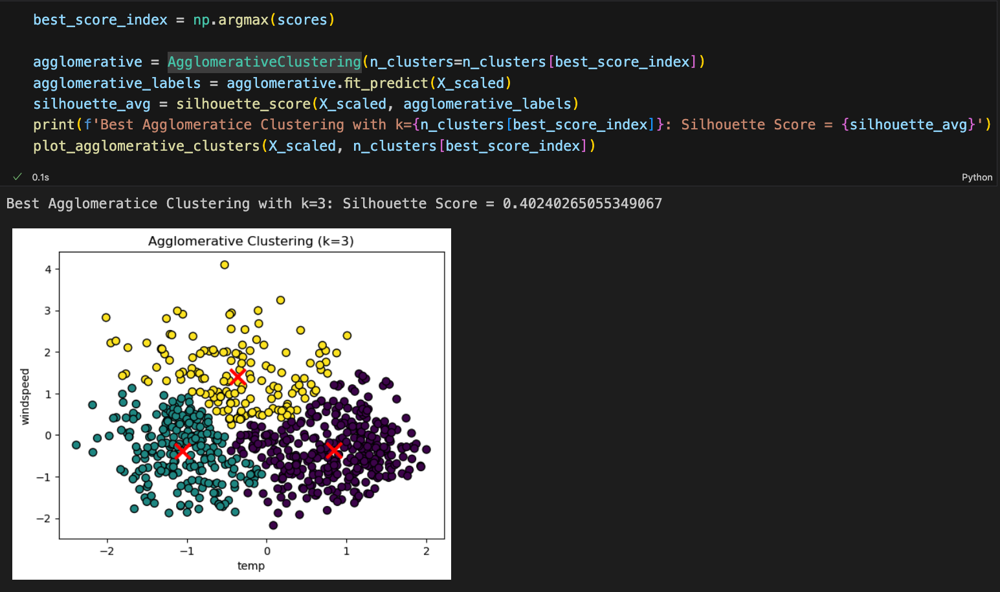 best_score_index = np.argmax(scores)
agglomerative = AgglomerativeClustering(n_clusters=n_clusters[best_score_index])
agglomerative_labels = agglomerative.fit_predict(X_scaled)
silhouette_avg = silhouette_score(X_scaled, agglomerative_labels)
print(f'Best Agglomeratice Clustering with k={n_clusters[best_score_index]}: Silhouette Score = {silhouette_avg}')
plot_agglomerative_clusters(X_scaled, n_clusters[best_score_index])
0.1s
Python
Best Agglomeratice Clustering with k=3: Silhouette Score = 0.40240265055349067
Agglomerative Clustering (k=3)
4
3
2
1
0
−1
−2
windspeed
−2 −1 0 1 2
temp